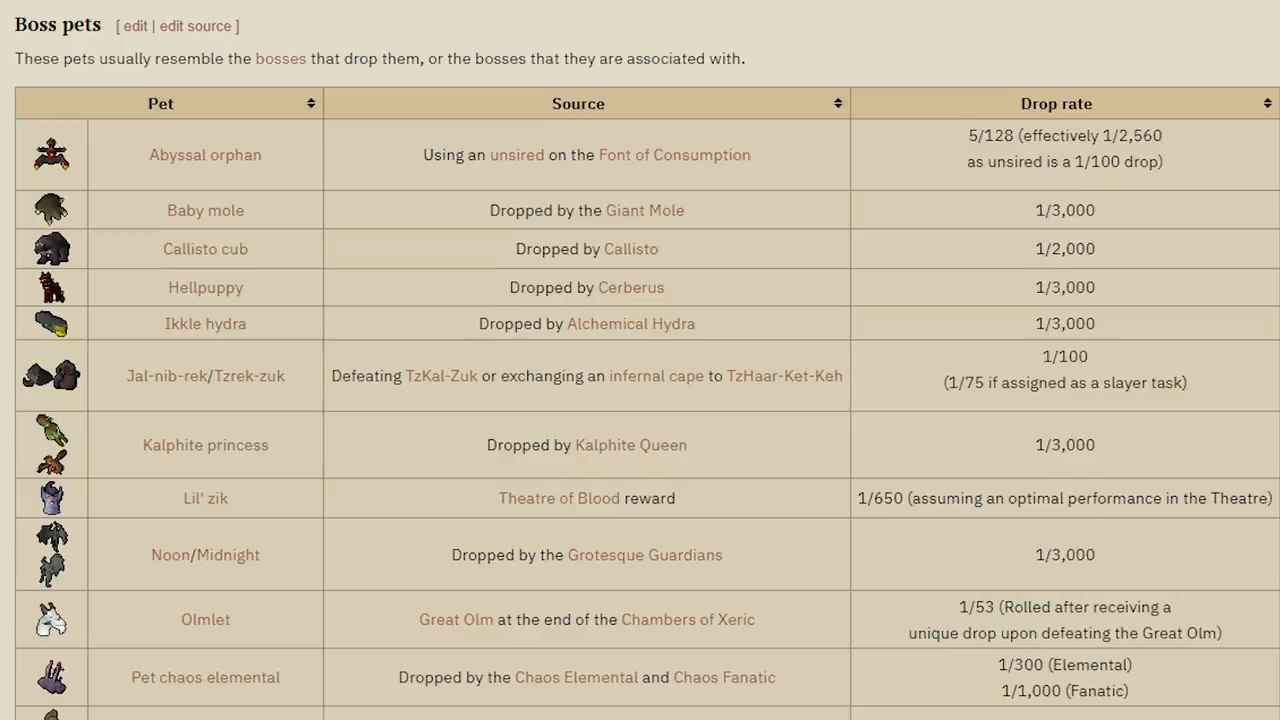 Boss pets [ edit | edit source ]
These pets usually resemble the bosses that drop them, or the bosses that they are associated with.
Pet Source Drop rate
Abyssal orphan Using an unsired on the Font of Consumption 5/128 (effectively 1/2,560
as unsired is a 1/100 drop)
Baby mole Dropped by the Giant Mole 1/3,000
Callisto cub Dropped by Callisto 1/2,000
Hellpuppy Dropped by Cerberus 1/3,000
Ikkle hydra Dropped by Alchemical Hydra 1/3,000
Jal-nib-rek/Tzrek-zuk Defeating TzKal-Zuk or exchanging an infernal cape to TzHaar-Ket-Keh 1/100
(1/75 if assigned as a slayer task)
Kalphite princess Dropped by Kalphite Queen 1/3,000
Lil' zik Theatre of Blood reward 1/650 (assuming an optimal performance in the Theatre)
Noon/Midnight Dropped by the Grotesque Guardians 1/3,000
Olmlet Great Olm at the end of the Chambers of Xeric 1/53 (Rolled after receiving a
unique drop upon defeating the Great Olm)
Pet chaos elemental Dropped by the Chaos Elemental and Chaos Fanatic 1/300 (Elemental)
1/1,000 (Fanatic)